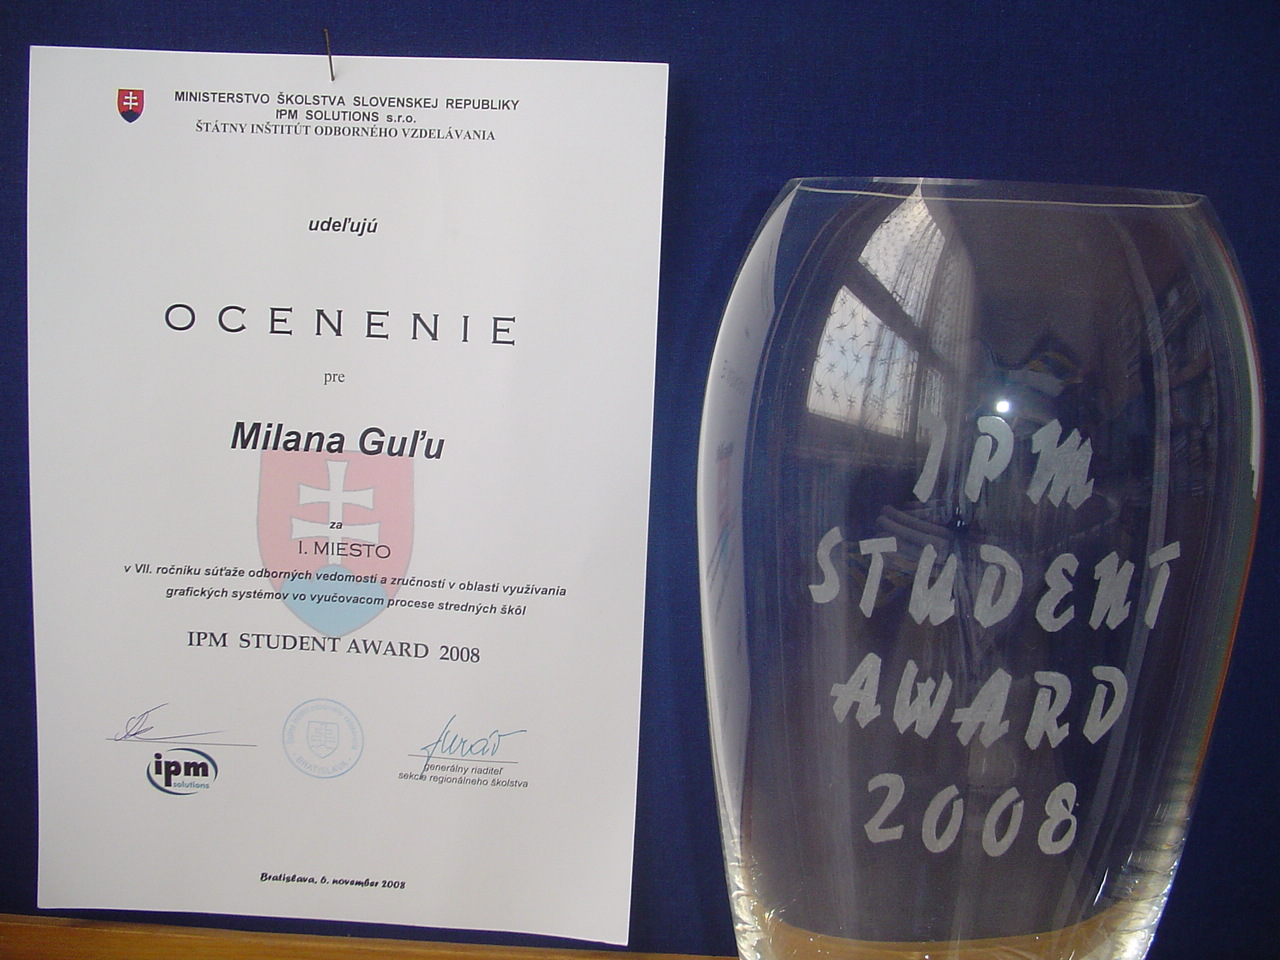 MINISTERSTVO ŠKOLSTVA SLOVENSKEJ REPUBLIKY
IPM SOLUTIONS s.r.o.
ŠTÁTNY INŠTITÚT ODBORNÉHO VZDELÁVANIA
udeľujú
OCENENIE
pre
Milana Guľu
za
I. MIESTO
v VII. ročníku súťaže odborných vedomostí a zručností v oblasti využívania
grafických systémov vo vyučovacom procese stredných škôl
IPM STUDENT AWARD 2008
ipm
solutions
BRATISLAVA
generálny riaditeľ
sekcie regionálneho školstva
Bratislava, 6. november 2008
IPM
STUDENT
AWARD
2008